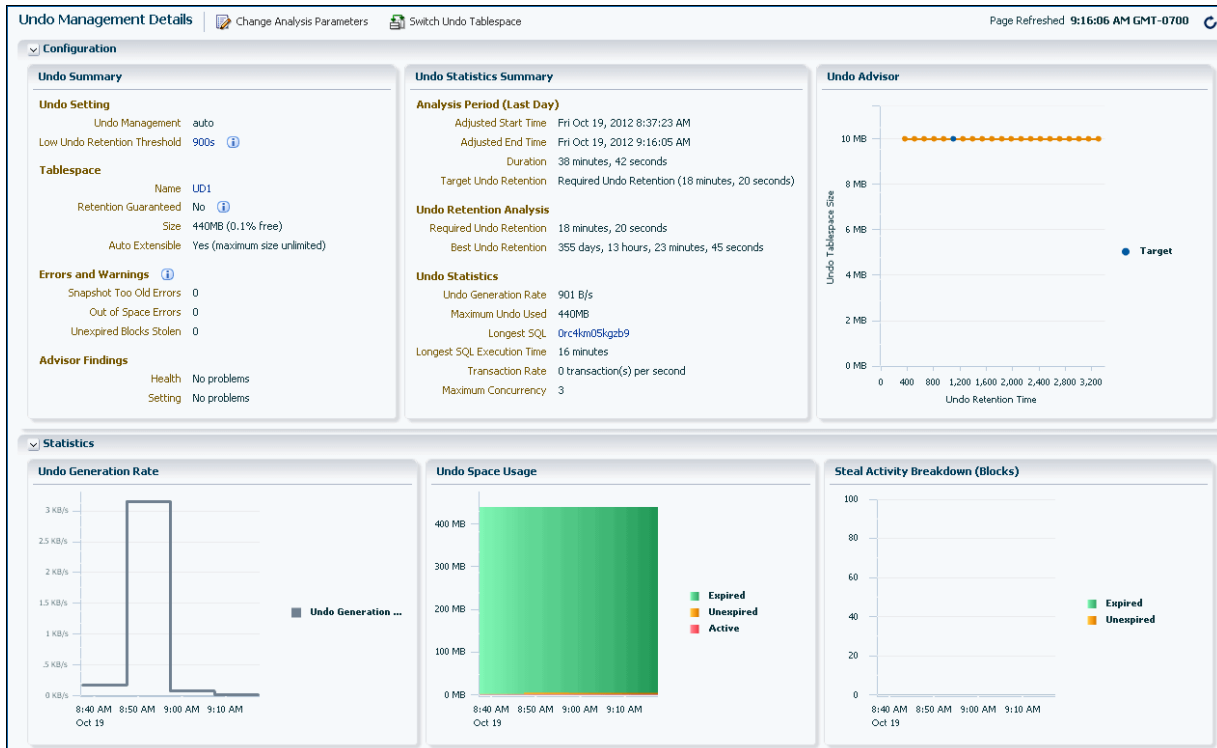 Undo Management Details
Change Analysis Parameters
Switch Undo Tablespace
Page Refreshed 9:16:06 AM GMT-0700
Configuration
Undo Summary
Undo Setting
Undo Management auto
Low Undo Retention Threshold 900s
Tablespace
Name UD1
Retention Guaranteed No
Size 440MB (0.1% free)
Auto Extensible Yes (maximum size unlimited)
Errors and Warnings
Snapshot Too Old Errors 0
Out of Space Errors 0
Unexpired Blocks Stolen 0
Advisor Findings
Health No problems
Setting No problems
Undo Statistics Summary
Analysis Period (Last Day)
Adjusted Start Time Fri Oct 19, 2012 8:37:23 AM
Adjusted End Time Fri Oct 19, 2012 9:16:05 AM
Duration 38 minutes, 42 seconds
Target Undo Retention Required Undo Retention (18 minutes, 20 seconds)
Undo Retention Analysis
Required Undo Retention 18 minutes, 20 seconds
Best Undo Retention 355 days, 13 hours, 23 minutes, 45 seconds
Undo Statistics
Undo Generation Rate 901 B/s
Maximum Undo Used 440MB
Longest SQL 0rc4km05kgzb9
Longest SQL Execution Time 16 minutes
Transaction Rate 0 transaction(s) per second
Maximum Concurrency 3
Undo Advisor
Undo Tablespace Size
10 MB
8 MB
6 MB
4 MB
2 MB
0 MB
0 400 800 1,200 1,600 2,000 2,400 2,800 3,200
Undo Retention Time
Target
Statistics
Undo Generation Rate
3 KB/s
2.5 KB/s
2 KB/s
1.5 KB/s
1 KB/s
.5 KB/s
0 KB/s
8:40 AM 8:50 AM 9:00 AM 9:10 AM
Oct 19
Undo Generation ...
Undo Space Usage
400 MB
300 MB
200 MB
100 MB
0 MB
8:40 AM 8:50 AM 9:00 AM 9:10 AM
Oct 19
Expired
Unexpired
Active
Steal Activity Breakdown (Blocks)
100
80
60
40
20
0
8:40 AM 8:50 AM 9:00 AM 9:10 AM
Oct 19
Expired
Unexpired